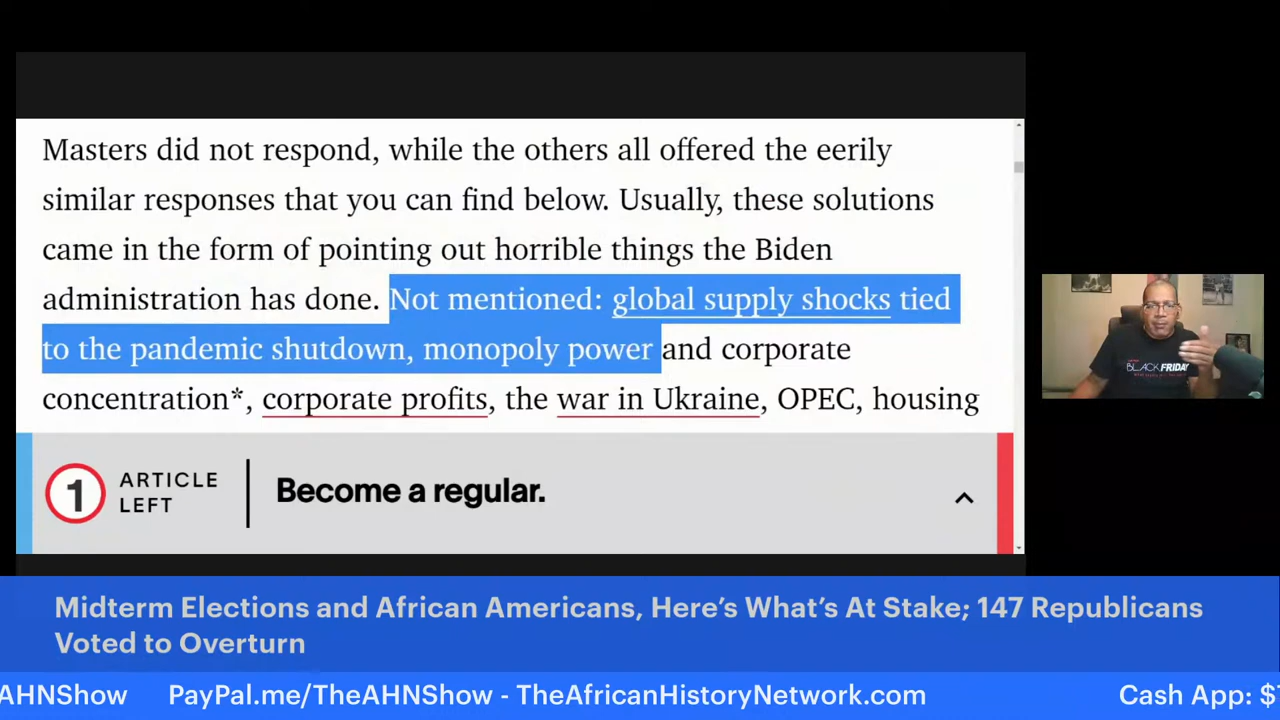 Masters did not respond, while the others all offered the eerily
similar responses that you can find below. Usually, these solutions
came in the form of pointing out horrible things the Biden
administration has done. Not mentioned: global supply shocks tied
to the pandemic shutdown, monopoly power and corporate
concentration*, corporate profits, the war in Ukraine, OPEC, housing
1 ARTICLE
LEFT
Become a regular.
BLACK FRIDAY
Midterm Elections and African Americans, Here's What's At Stake; 147 Republicans
Voted to Overturn
AHNShow PayPal.me/TheAHNShow - TheAfricanHistoryNetwork.com Cash App: $